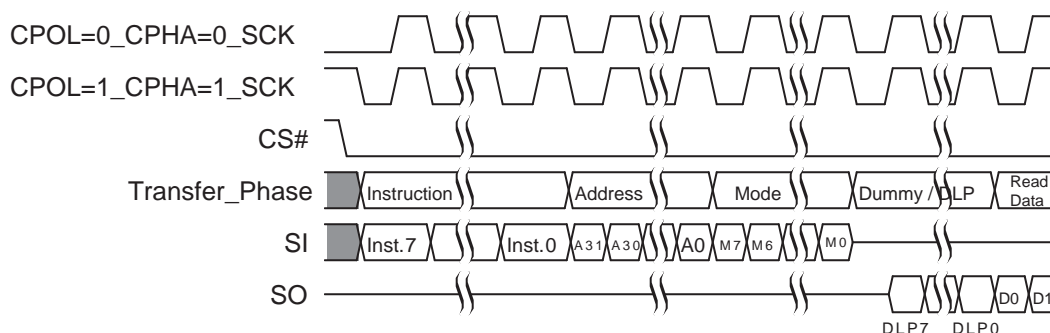 CPOL=0_CPHA=0_SCK
CPOL=1_CPHA=1_SCK
CS#
Transfer_Phase Instruction Address Mode Dummy / DLP Read Data
SI Inst.7 Inst.0 A31 A30 A0 M7 M6 M0
SO D0 D1
DLP7 DLP0